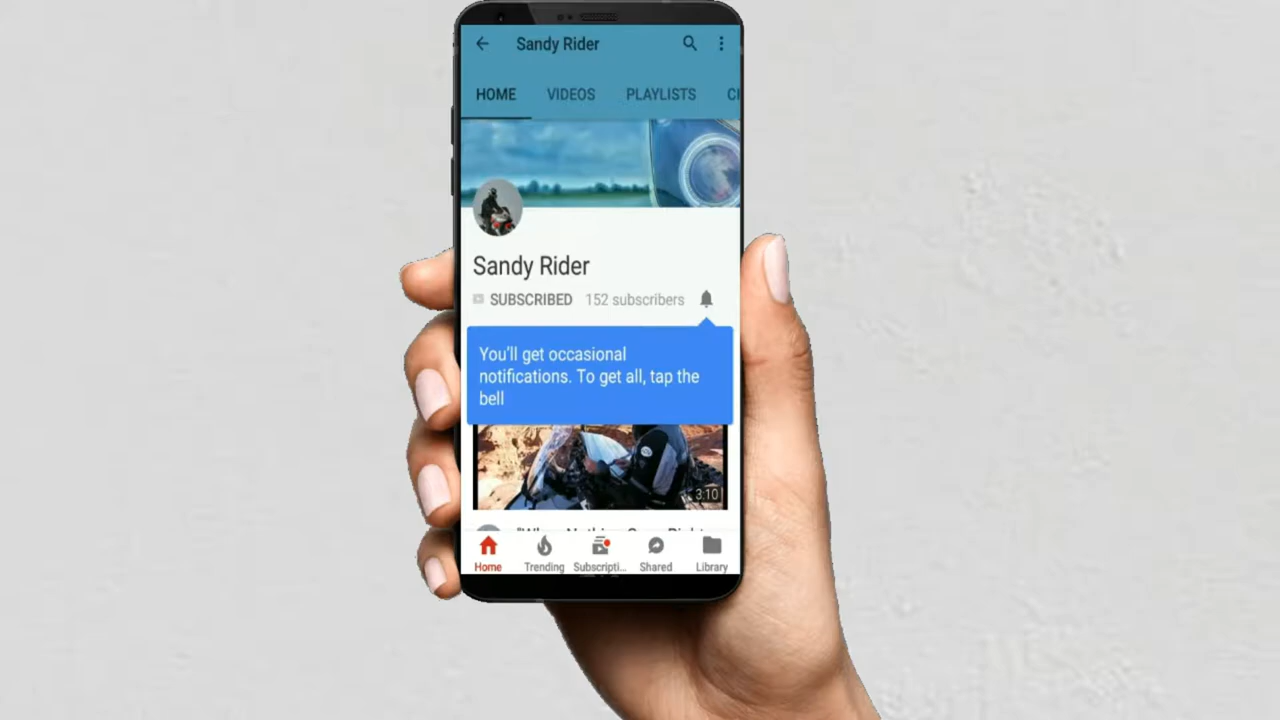 Sandy Rider
HOME VIDEOS PLAYLISTS
Sandy Rider
SUBSCRIBED 152 subscribers
You'll get occasional
notifications. To get all, tap the
bell
3:10
Home Trending Subscripti... Shared Library